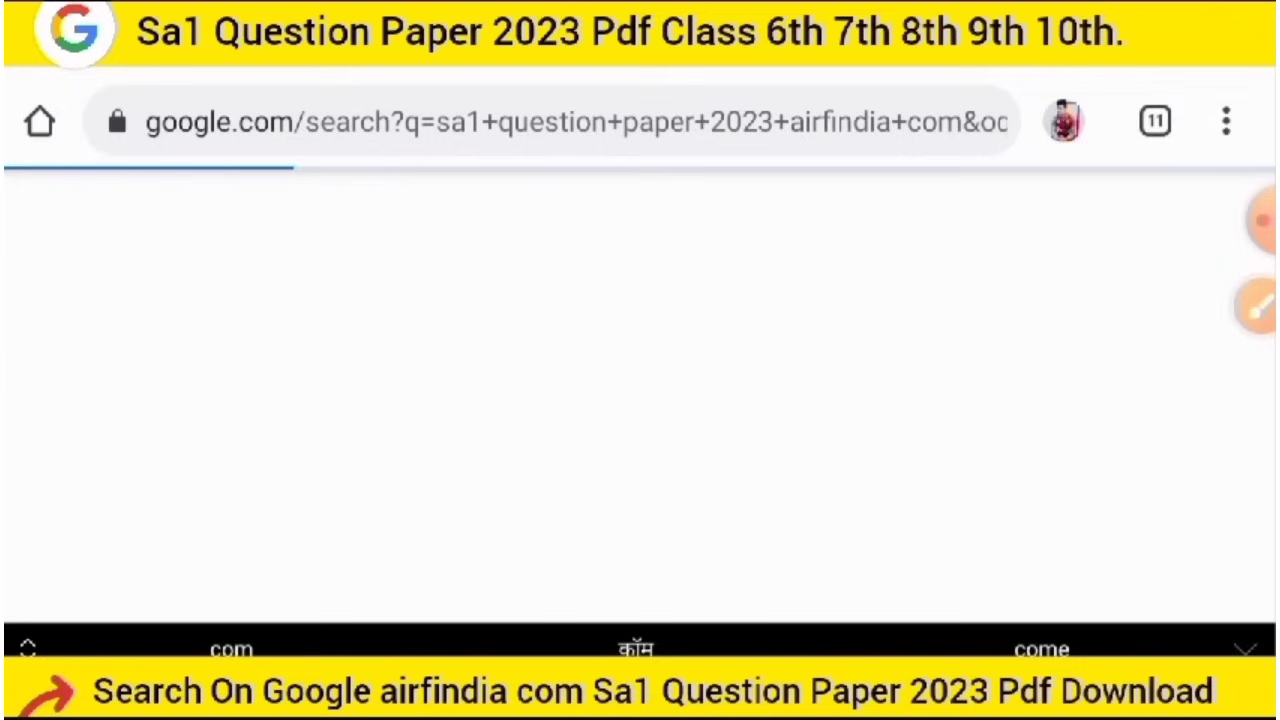 Sa1 Question Paper 2023 Pdf Class 6th 7th 8th 9th 10th.
google.com/search?q=sa1+question+paper+2023+airfindia+com&oc
11
com कॉम come
Search On Google airfindia com Sa1 Question Paper 2023 Pdf Download